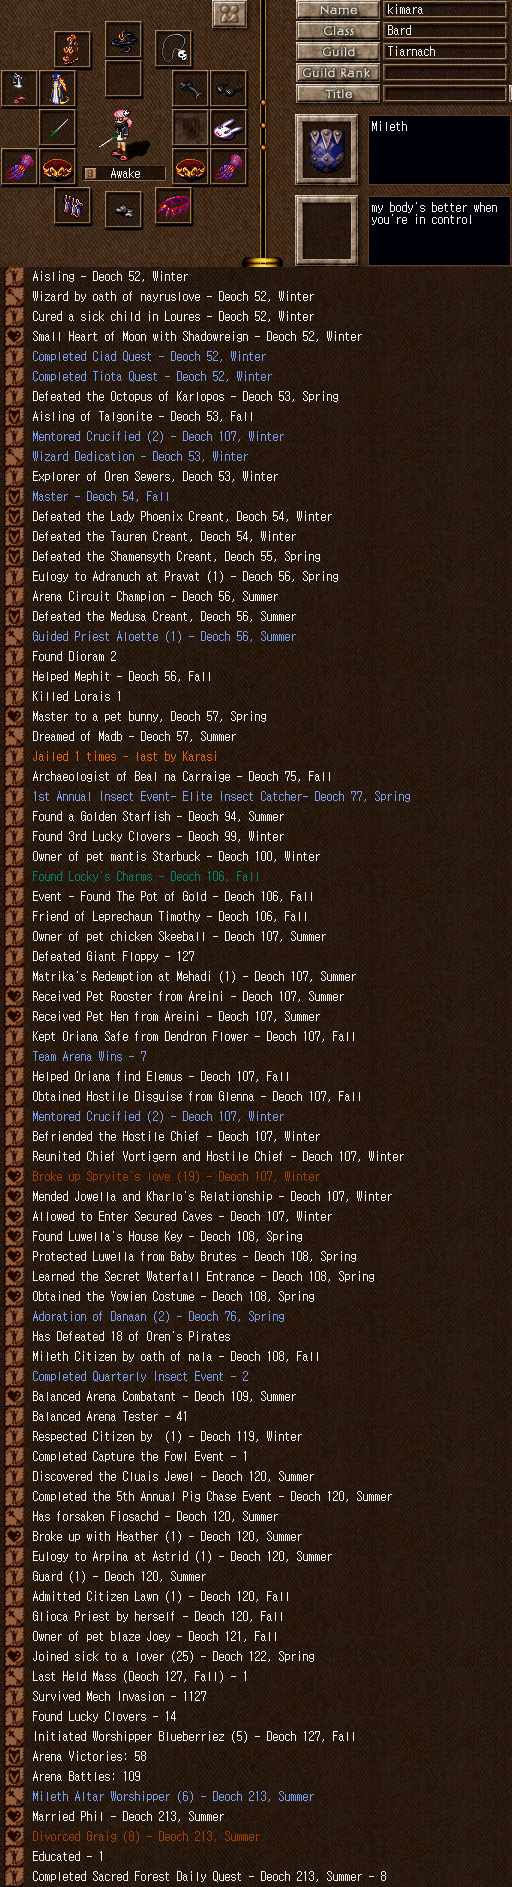 Name
kimara
Class
Bard
Guild
Tiarnach
Guild Rank
Title
Mileth
Awake
my body's better when
you're in control
Aisling - Deoch 52, Winter
Wizard by oath of nayruslove - Deoch 52, Winter
Cured a sick child in Loures - Deoch 52, Winter
Small Heart of Moon with Shadowreign - Deoch 52, Winter
Completed Ciad Quest - Deoch 52, Winter
Completed Tiota Quest - Deoch 52, Winter
Defeated the Octopus of Karlopos - Deoch 53, Spring
Aisling of Talgonite - Deoch 53, Fall
Mentored Crucified (2) - Deoch 107, Winter
Wizard Dedication - Deoch 53, Winter
Explorer of Oren Sewers, Deoch 53, Winter
Master - Deoch 54, Fall
Defeated the Lady Phoenix Creant, Deoch 54, Winter
Defeated the Tauren Creant, Deoch 54, Winter
Defeated the Shamensyth Creant, Deoch 55, Spring
Eulogy to Adranuch at Pravat (1) - Deoch 56, Spring
Arena Circuit Champion - Deoch 56, Summer
Defeated the Medusa Creant, Deoch 56, Summer
Guided Priest Aloette (1) - Deoch 56, Summer
Found Dioram 2
Helped Mephit - Deoch 56, Fall
Killed Lorais 1
Master to a pet bunny, Deoch 57, Spring
Dreamed of Madb - Deoch 57, Summer
Jailed 1 times - last by Karasi
Archaeologist of Beal na Carraige - Deoch 75, Fall
1st Annual Insect Event- Elite Insect Catcher- Deoch 77, Spring
Found a Golden Starfish - Deoch 94, Summer
Found 3rd Lucky Clovers - Deoch 99, Winter
Owner of pet mantis Starbuck - Deoch 100, Winter
Found Locky's Charms - Deoch 106, Fall
Event - Found The Pot of Gold - Deoch 106, Fall
Friend of Leprechaun Timothy - Deoch 106, Fall
Owner of pet chicken Skeeball - Deoch 107, Summer
Defeated Giant Floppy - 127
Matrika's Redemption at Mehadi (1) - Deoch 107, Summer
Received Pet Rooster from Areini - Deoch 107, Summer
Received Pet Hen from Areini - Deoch 107, Summer
Kept Oriana Safe from Dendron Flower - Deoch 107, Fall
Team Arena Wins - 7
Helped Oriana find Elemus - Deoch 107, Fall
Obtained Hostile Disguise from Glenna - Deoch 107, Fall
Mentored Crucified (2) - Deoch 107, Winter
Befriended the Hostile Chief - Deoch 107, Winter
Reunited Chief Vortigern and Hostile Chief - Deoch 107, Winter
Broke up Spryite's love (19) - Deoch 107, Winter
Mended Jowella and Kharlo's Relationship - Deoch 107, Winter
Allowed to Enter Secured Caves - Deoch 107, Winter
Found Luwella's House Key - Deoch 108, Spring
Protected Luwella from Baby Brutes - Deoch 108, Spring
Learned the Secret Waterfall Entrance - Deoch 108, Spring
Obtained the Yowien Costume - Deoch 108, Spring
Adoration of Danaan (2) - Deoch 76, Spring
Has Defeated 18 of Oren's Pirates
Mileth Citizen by oath of nala - Deoch 108, Fall
Completed Quarterly Insect Event - 2
Balanced Arena Combatant - Deoch 109, Summer
Balanced Arena Tester - 41
Respected Citizen by  (1) - Deoch 119, Winter
Completed Capture the Fowl Event - 1
Discovered the Cluais Jewel - Deoch 120, Summer
Completed the 5th Annual Pig Chase Event - Deoch 120, Summer
Has forsaken Fiosachd - Deoch 120, Summer
Broke up with Heather (1) - Deoch 120, Summer
Eulogy to Arpina at Astrid (1) - Deoch 120, Summer
Guard (1) - Deoch 120, Summer
Admitted Citizen Lawn (1) - Deoch 120, Fall
Glioca Priest by herself - Deoch 120, Fall
Owner of pet blaze Joey - Deoch 121, Fall
Joined sick to a lover (25) - Deoch 122, Spring
Last Held Mass (Deoch 127, Fall) - 1
Survived Mech Invasion - 1127
Found Lucky Clovers - 14
Initiated Worshipper Blueberriez (5) - Deoch 127, Fall
Arena Victories: 58
Arena Battles: 109
Mileth Altar Worshipper (6) - Deoch 213, Summer
Married Phil - Deoch 213, Summer
Divorced Graig (8) - Deoch 213, Summer
Educated - 1
Completed Sacred Forest Daily Quest - Deoch 213, Summer - 8